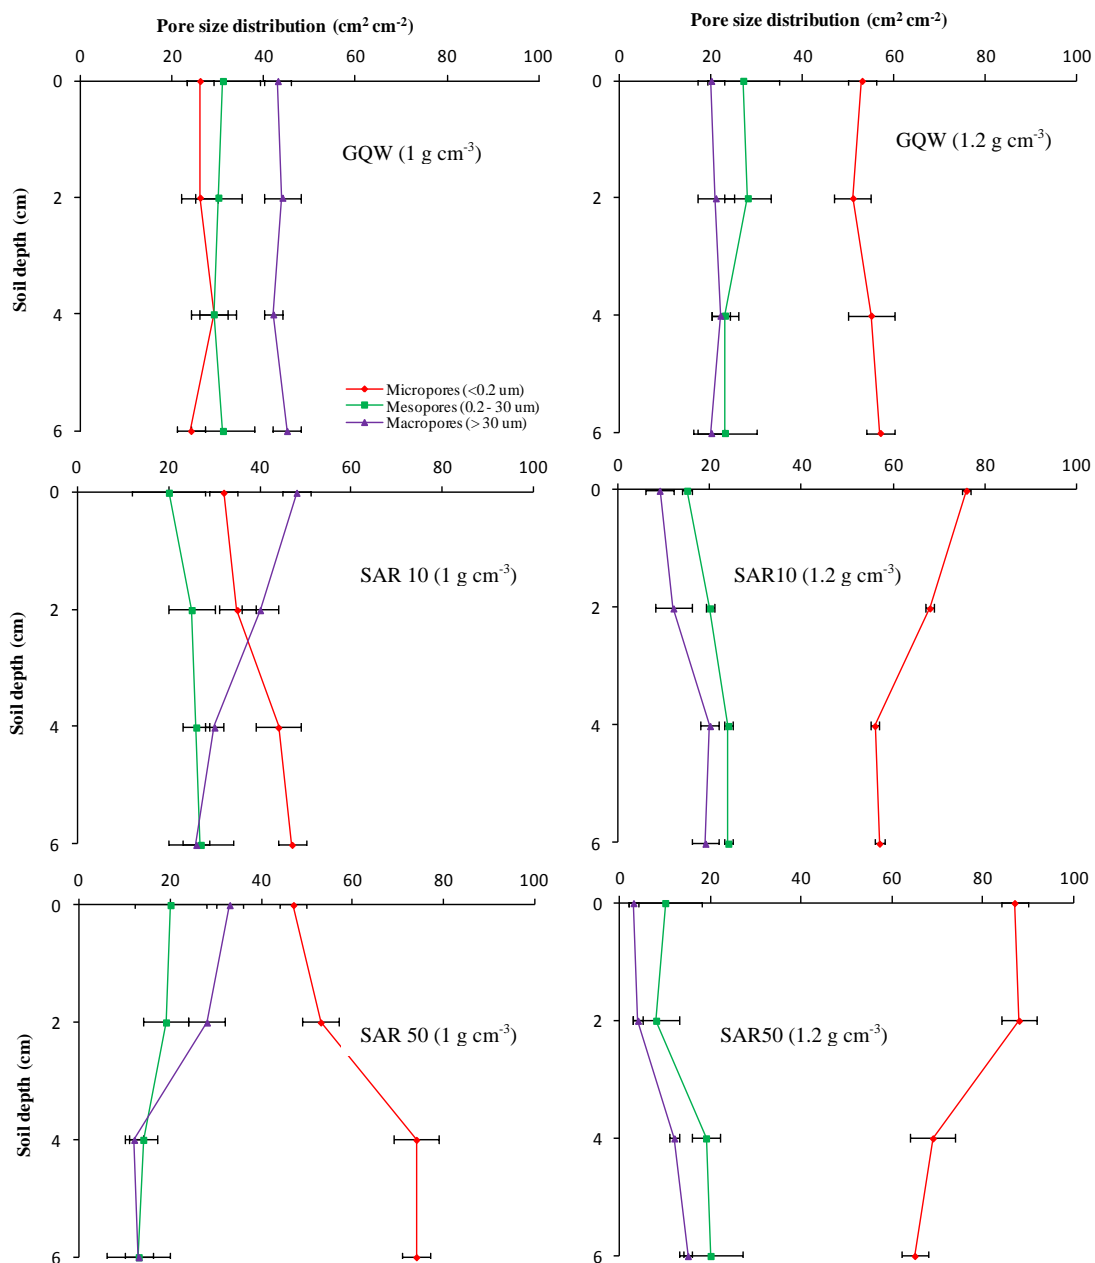 Pore size distribution (cm² cm⁻²)
0 20 40 60 80 100
0
GQW (1 g cm⁻³)
2
Soil depth (cm)
4
Micropores (<0.2 um)
Mesopores (0.2 - 30 um)
Macropores (> 30 um)
6
Pore size distribution (cm² cm⁻²)
0 20 40 60 80 100
0
GQW (1.2 g cm⁻³)
2
4
6
0 20 40 60 80 100
0
SAR 10 (1 g cm⁻³)
2
Soil depth (cm)
4
6
0 20 40 60 80 100
0
SAR10 (1.2 g cm⁻³)
2
4
6
0 20 40 60 80 100
0
2
SAR 50 (1 g cm⁻³)
Soil depth (cm)
4
6
0 20 40 60 80 100
0
2
SAR50 (1.2 g cm⁻³)
4
6